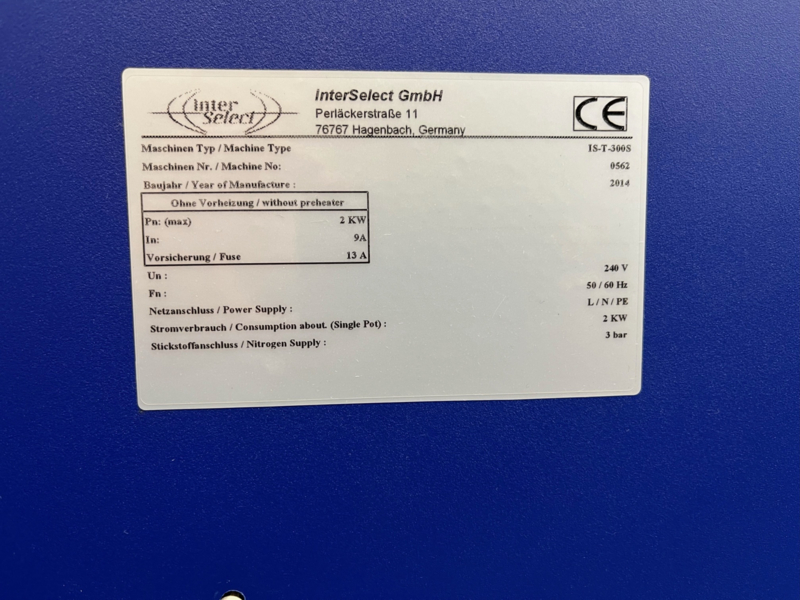 Inter
Select
InterSelect GmbH
Perläckerstraße 11
76767 Hagenbach, Germany
CE
Maschinen Typ / Machine Type IS-T-300S
Maschinen Nr. / Machine No: 0562
Baujahr / Year of Manufacture : 2014
Ohne Vorheizung / without preheater
Pn: (max) 2 KW
In: 9A
Vorsicherung / Fuse 13 A
Un : 240 V
Fn : 50 / 60 Hz
Netzanschluss / Power Supply : L / N / PE
Stromverbrauch / Consumption about. (Single Pot) : 2 KW
Stickstoffanschluss / Nitrogen Supply : 3 bar